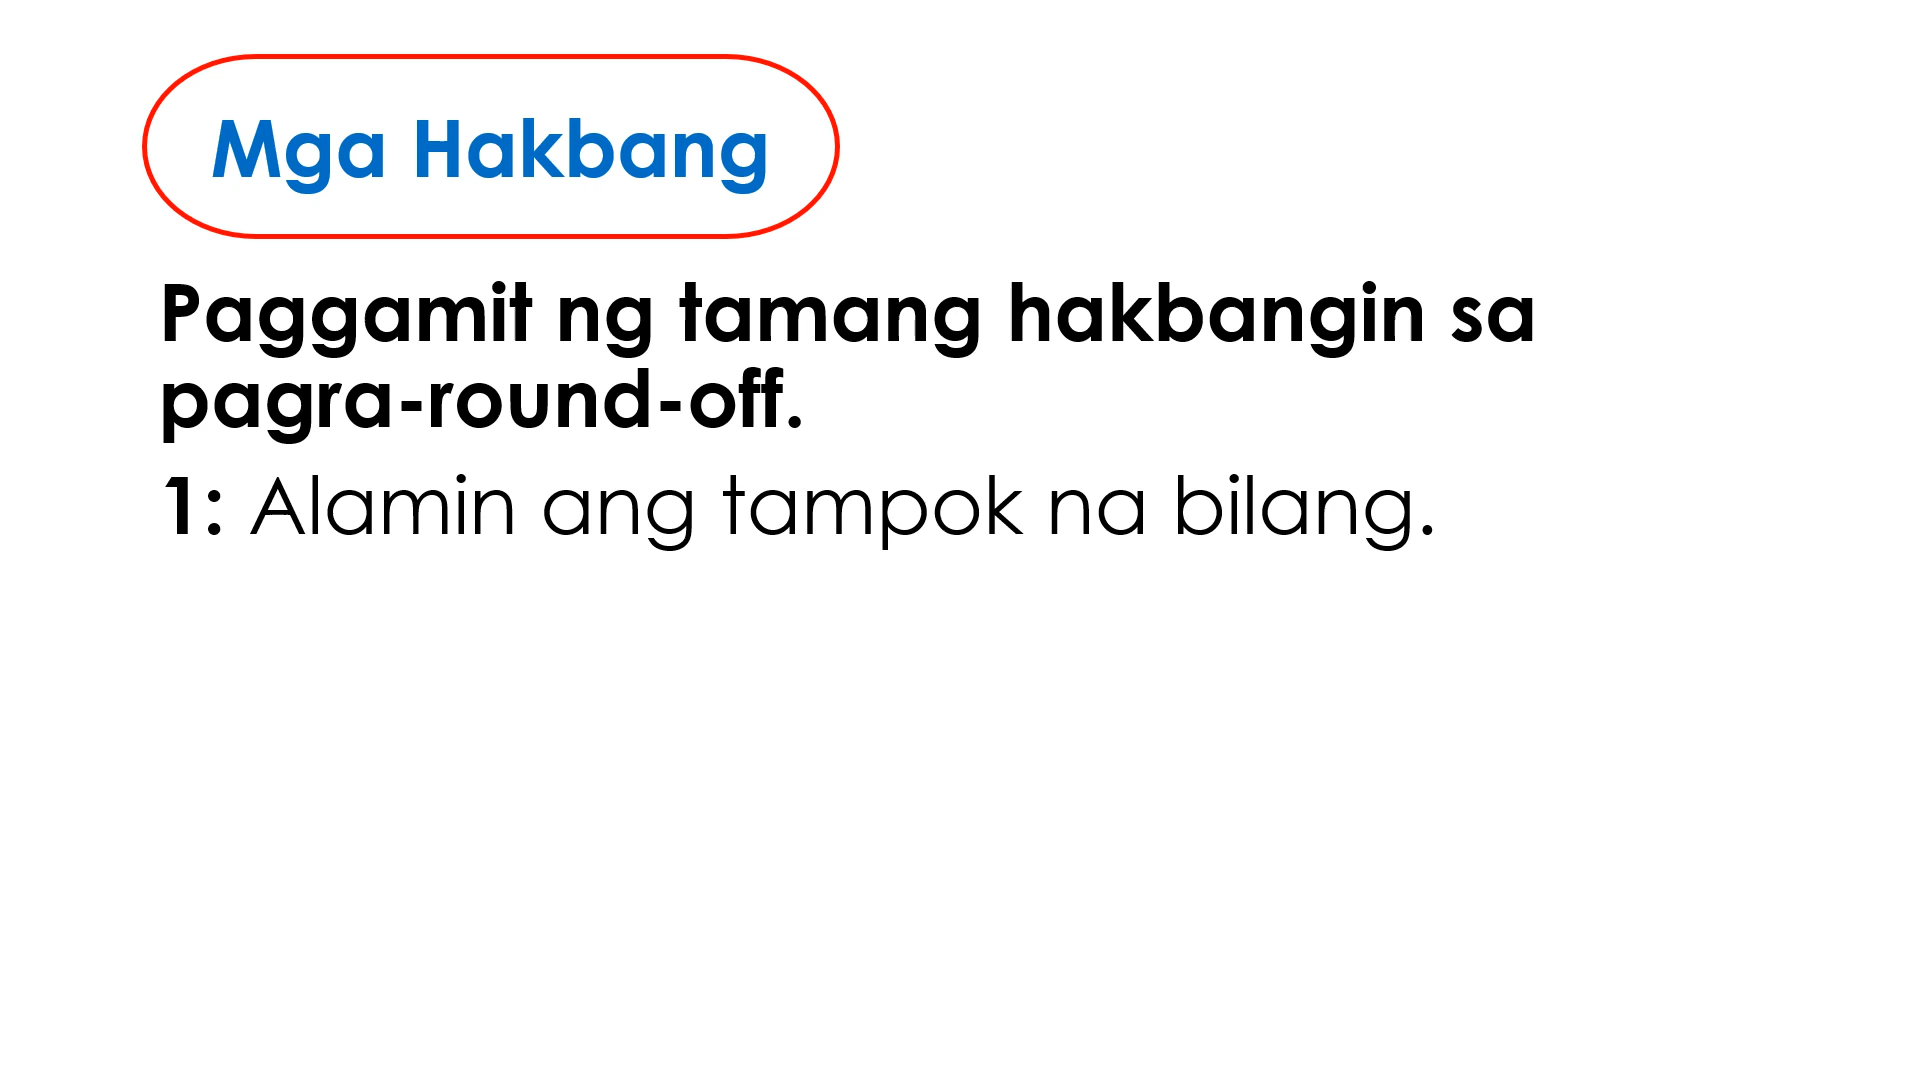 Mga Hakbang
Paggamit ng tamang hakbangin sa
pagra-round-off.
1: Alamin ang tampok na bilang.